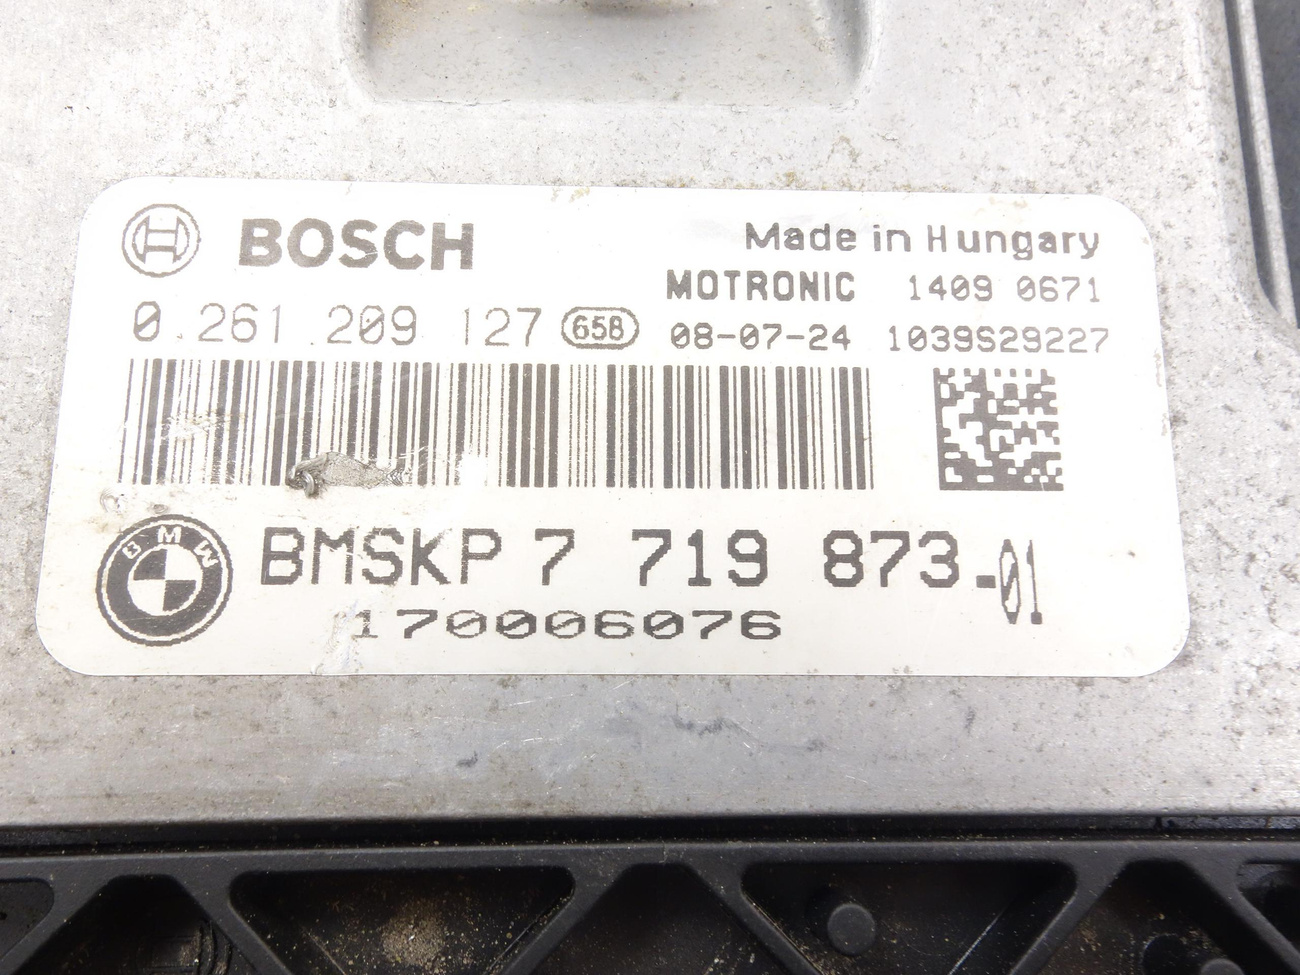 BOSCH
Made in Hungary
MOTRONIC 1409 0671
0 261 209 127 658 08-07-24 1039S29227
BMW
BMSKP 7 719 873-01
170006076